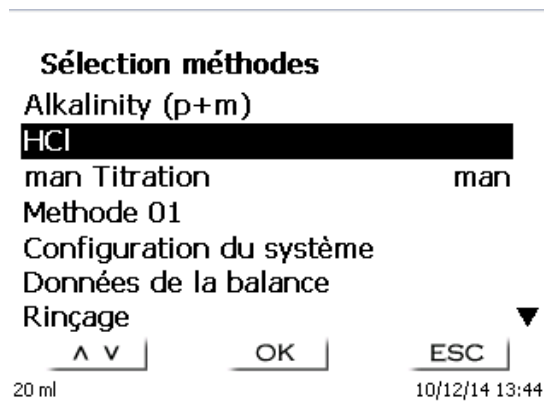 Sélection méthodes
Alkalinity (p+m)
HCl
man Titration man
Methode 01
Configuration du système
Données de la balance
Rinçage
OK ESC
20 ml 10/12/14 13:44